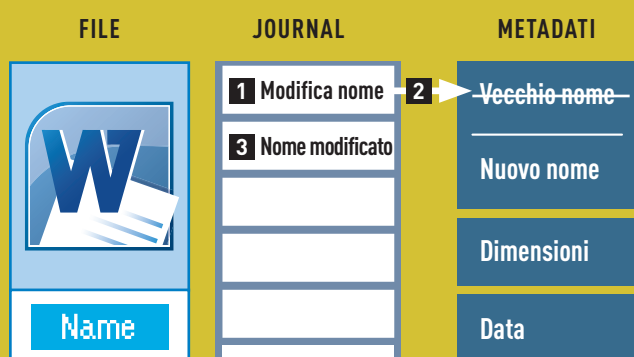 FILE
JOURNAL
METADATI
W
Name
1 Modifica nome
2
3 Nome modificato
Vecchio nome
Nuovo nome
Dimensioni
Data